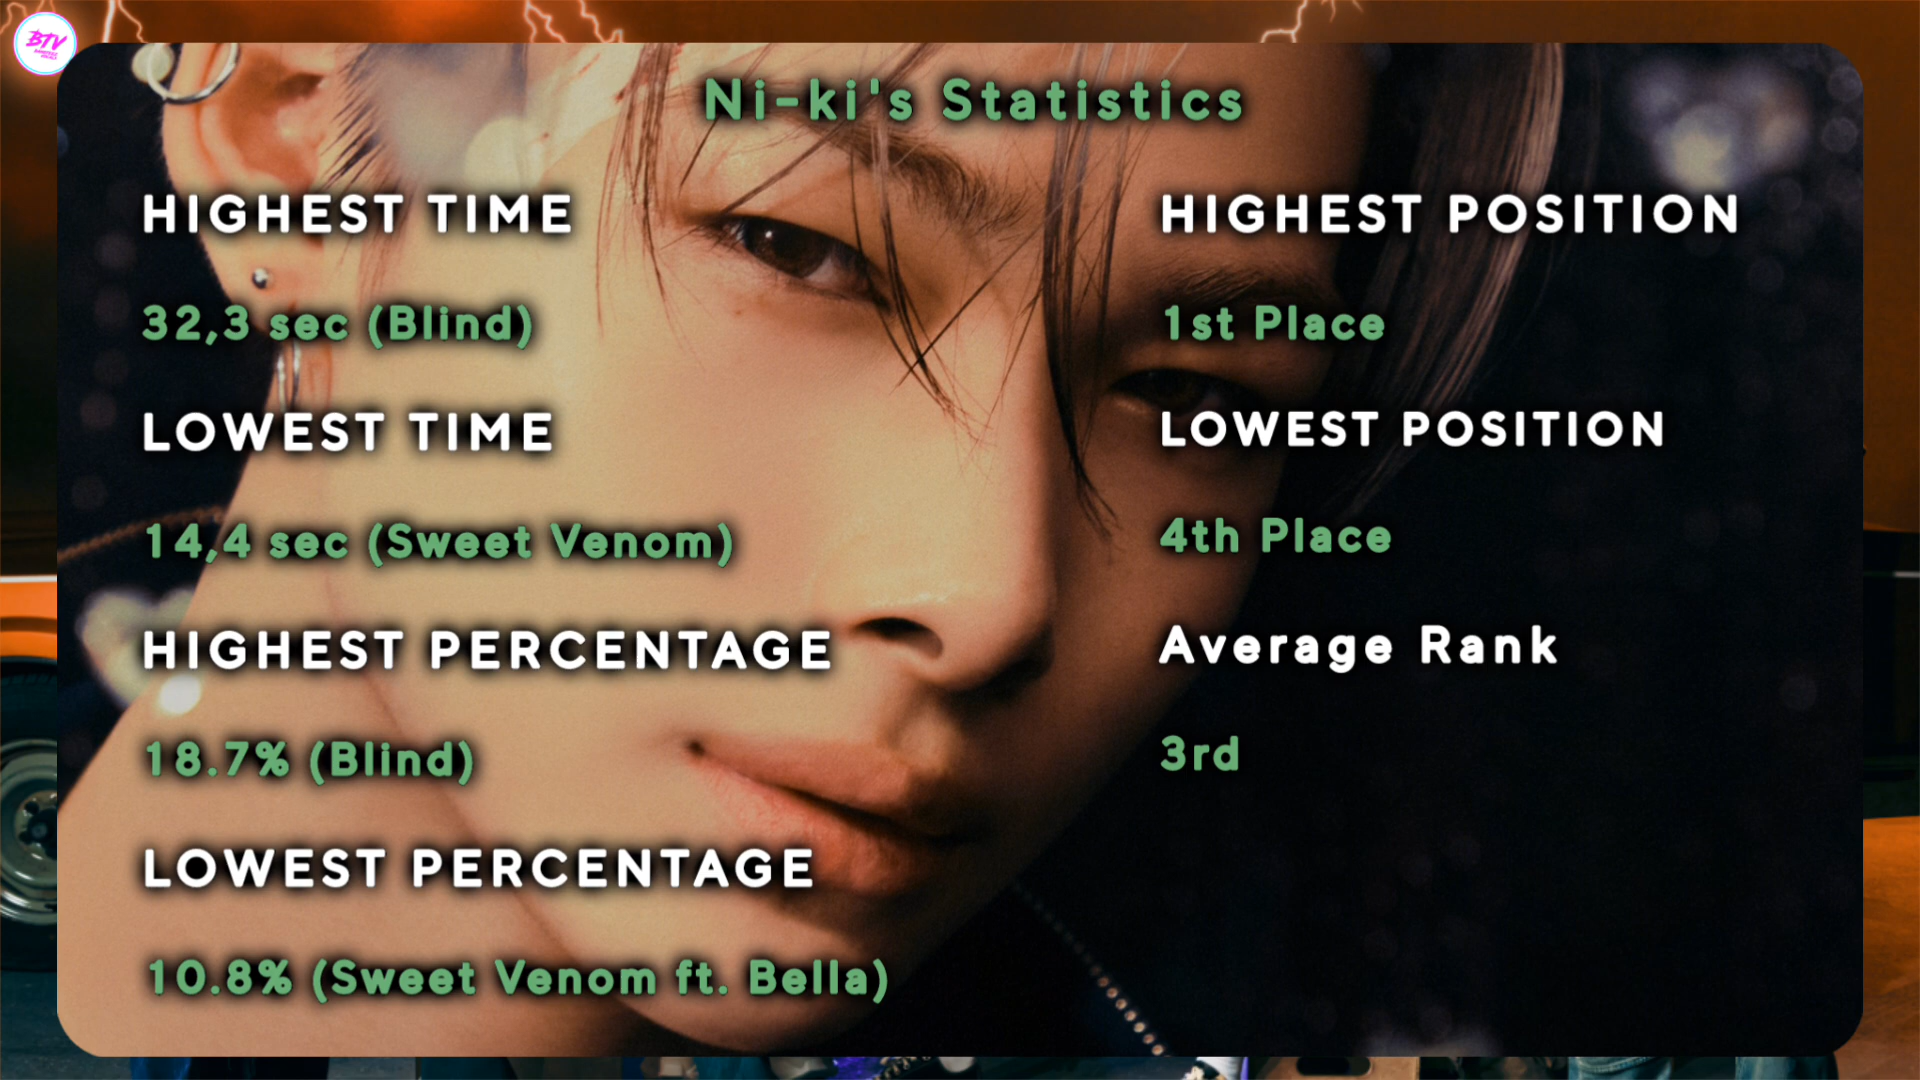 BTV
Ni-ki's Statistics
HIGHEST TIME
32,3 sec (Blind)
LOWEST TIME
14,4 sec (Sweet Venom)
HIGHEST PERCENTAGE
18.7% (Blind)
LOWEST PERCENTAGE
10.8% (Sweet Venom ft. Bella)
HIGHEST POSITION
1st Place
LOWEST POSITION
4th Place
Average Rank
3rd